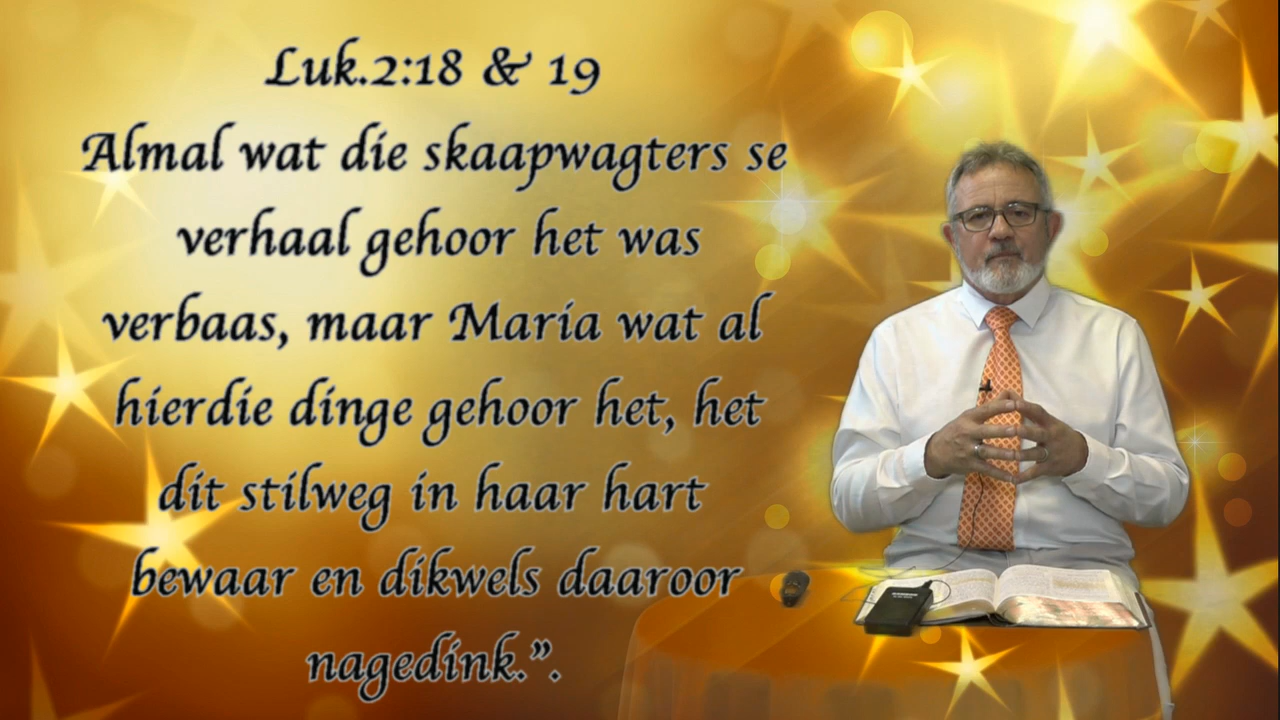 Luk.2:18 & 19
Almal wat die skaapwagters se
verhaal gehoor het was
verbaas, maar Maria wat al
hierdie dinge gehoor het, het
dit stilweg in haar hart
bewaar en dikwels daaroor
nagedink.”.